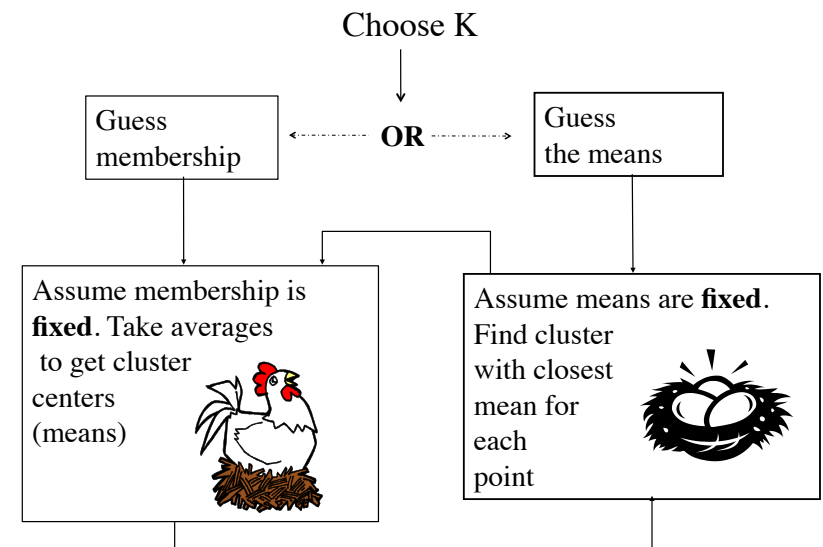 Choose K
Guess
membership
OR
Guess
the means
Assume membership is
fixed. Take averages
to get cluster
centers
(means)
Assume means are fixed.
Find cluster
with closest
mean for
each
point